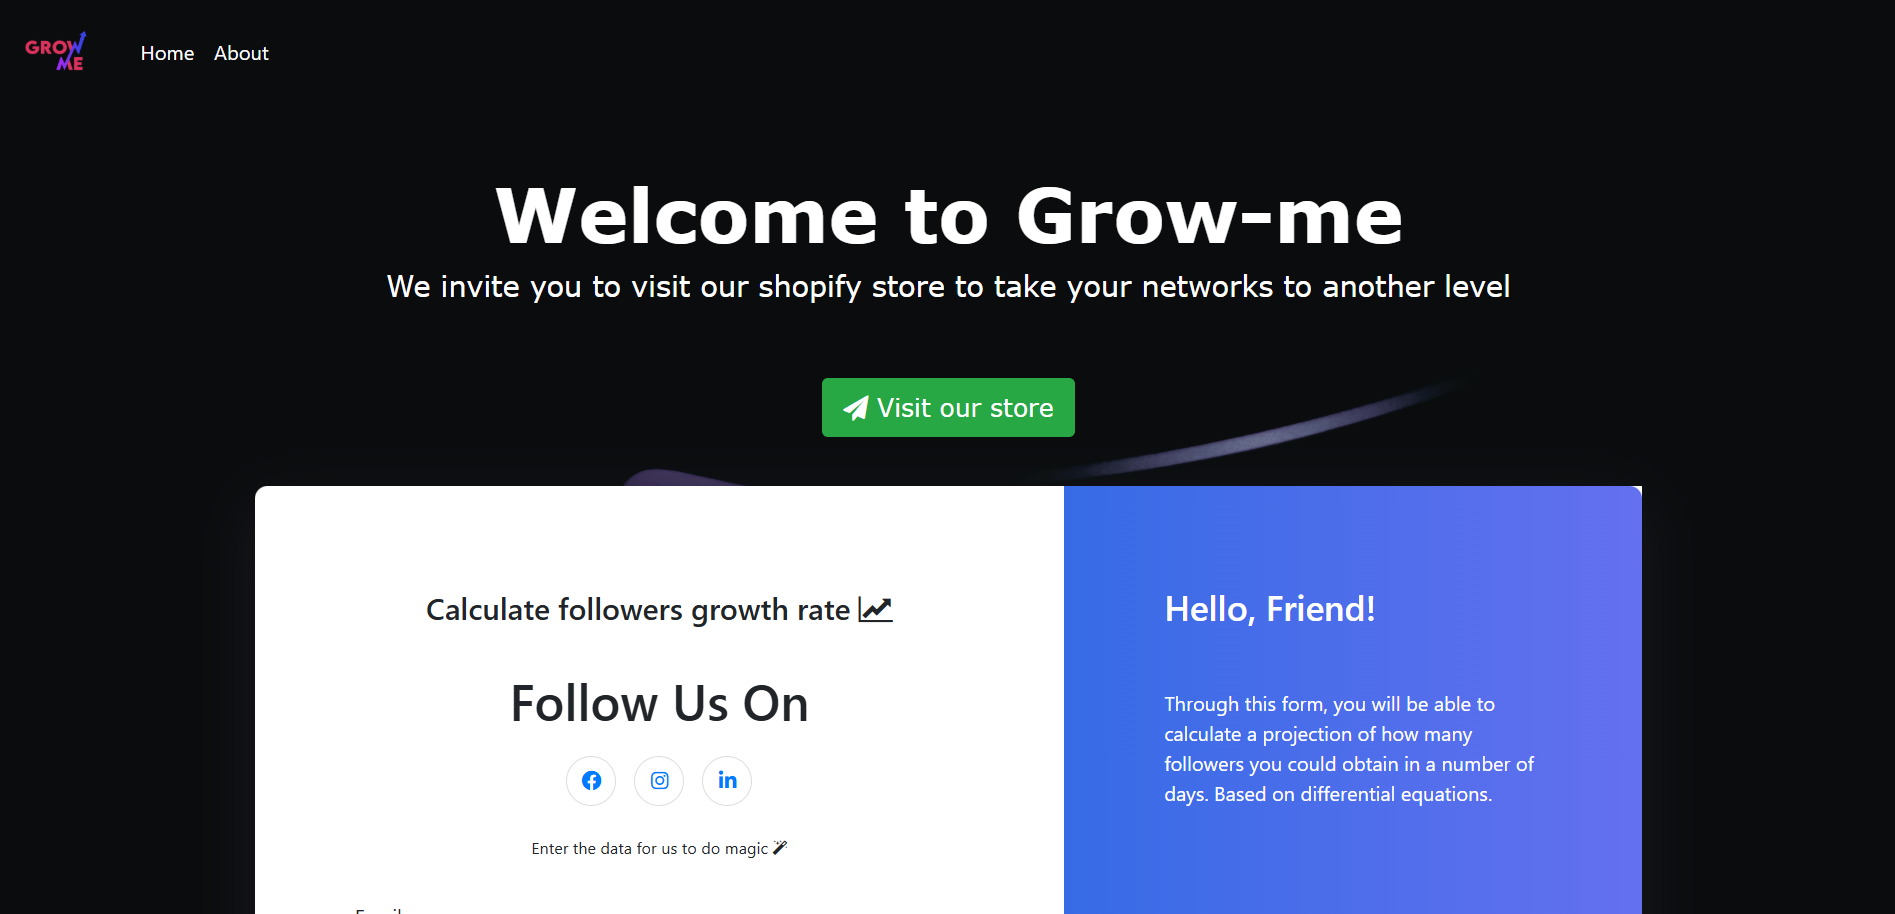 GROW
ME
Home About
Welcome to Grow-me
We invite you to visit our shopify store to take your networks to another level
Visit our store
Calculate followers growth rate
Follow Us On
Enter the data for us to do magic
Hello, Friend!
Through this form, you will be able to
calculate a projection of how many
followers you could obtain in a number of
days. Based on differential equations.